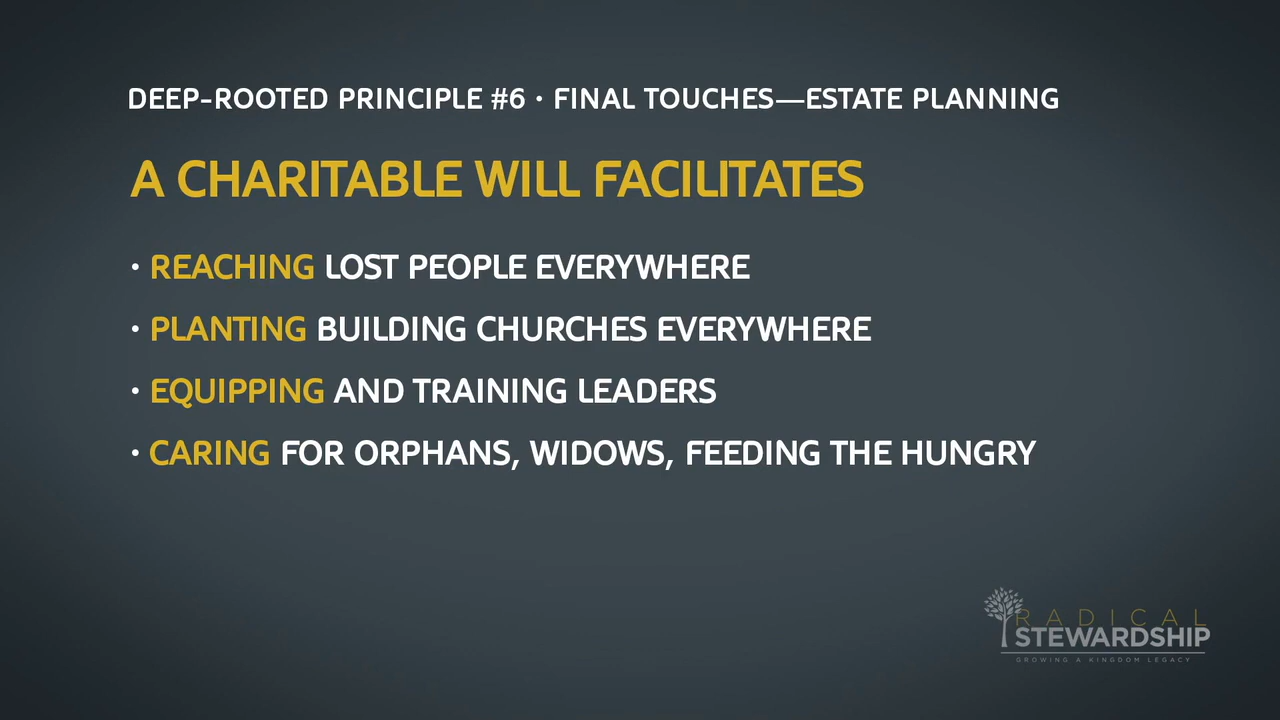 DEEP-ROOTED PRINCIPLE #6 • FINAL TOUCHES—ESTATE PLANNING
A CHARITABLE WILL FACILITATES
• REACHING LOST PEOPLE EVERYWHERE
• PLANTING BUILDING CHURCHES EVERYWHERE
• EQUIPPING AND TRAINING LEADERS
• CARING FOR ORPHANS, WIDOWS, FEEDING THE HUNGRY
RADICAL
STEWARDSHIP
GROWING A KINGDOM LEGACY